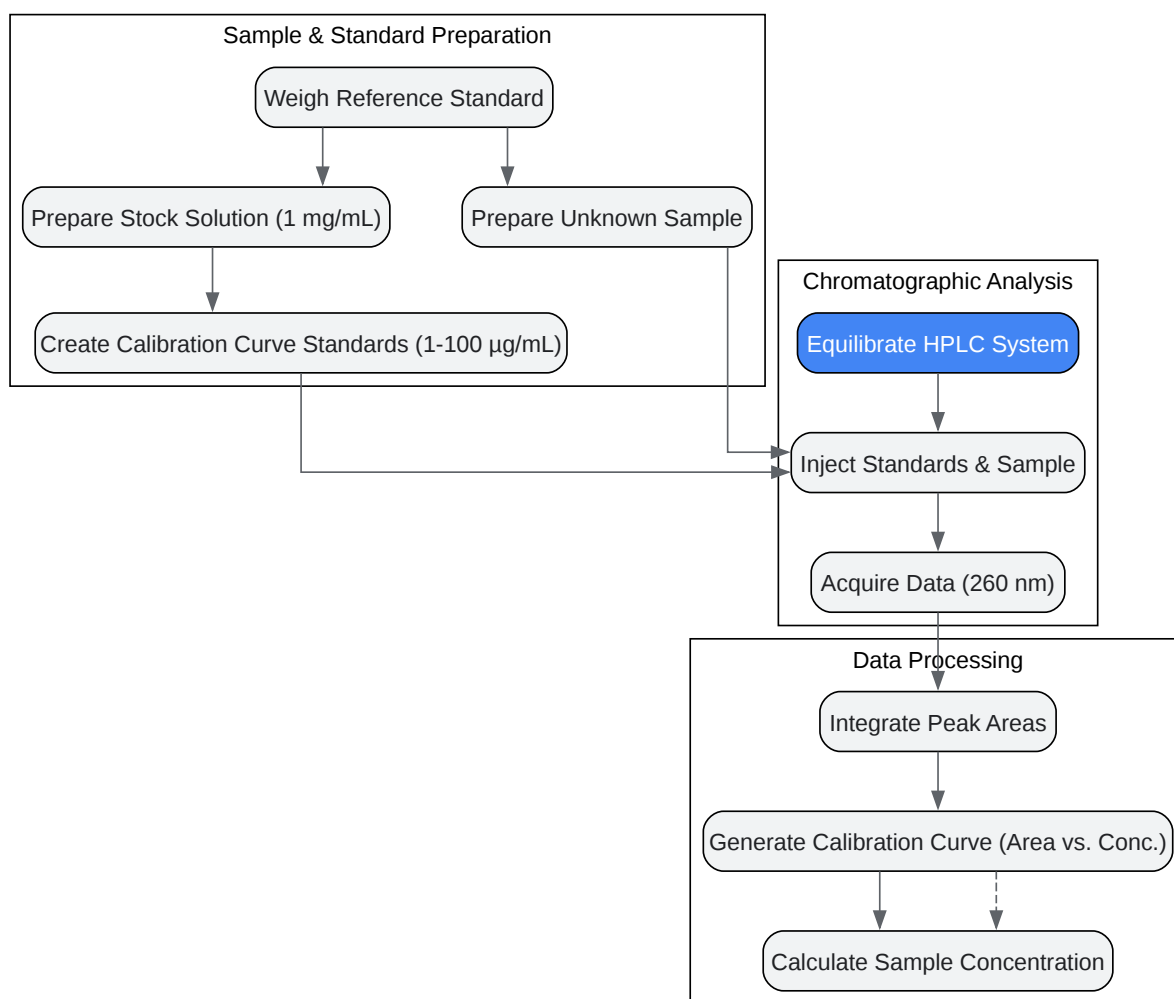 Sample & Standard Preparation
Weigh Reference Standard
Prepare Stock Solution (1 mg/mL)
Prepare Unknown Sample
Create Calibration Curve Standards (1-100 µg/mL)
Chromatographic Analysis
Equilibrate HPLC System
Inject Standards & Sample
Acquire Data (260 nm)
Data Processing
Integrate Peak Areas
Generate Calibration Curve (Area vs. Conc.)
Calculate Sample Concentration